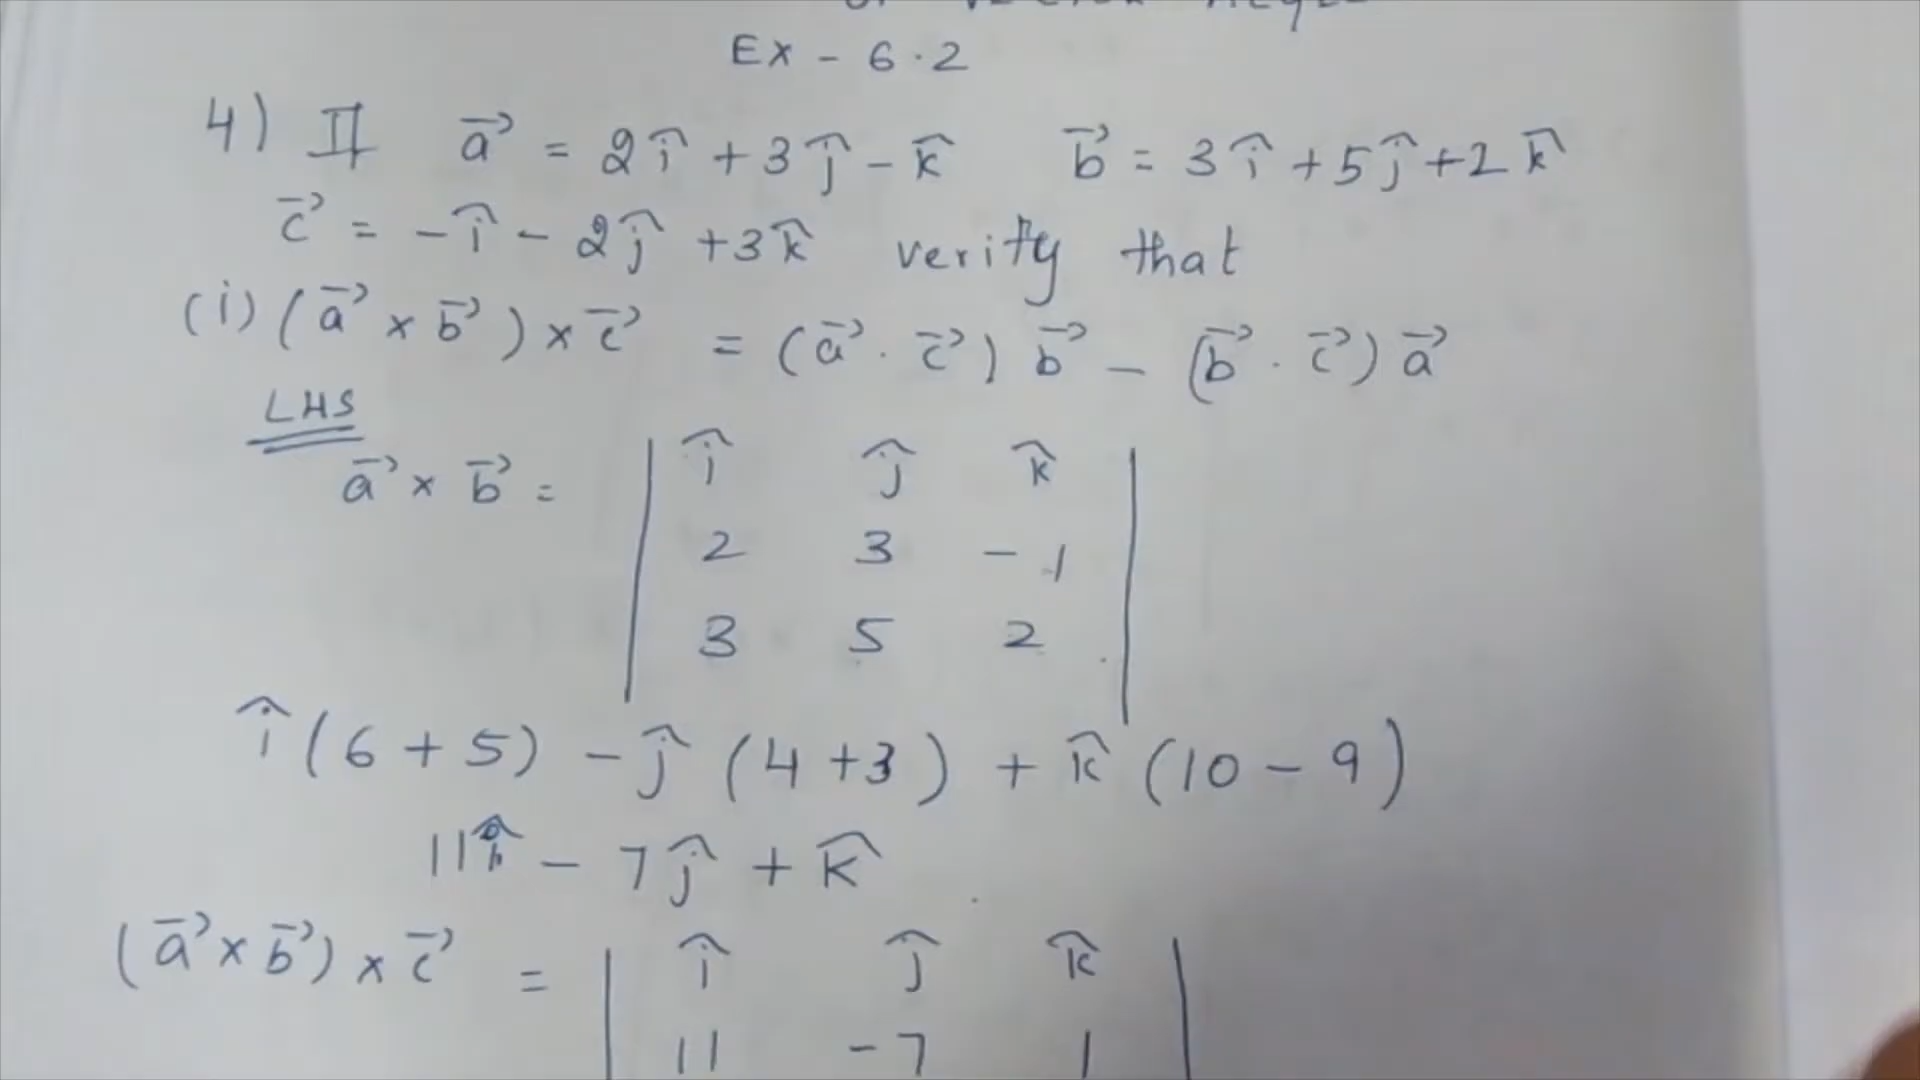 Ex - 6.2
4) If a⃗ = 2î + 3ĵ - k̂ b⃗ = 3î + 5ĵ + 2k̂
c⃗ = -î - 2ĵ + 3k̂ verify that
(i) (a⃗ × b⃗) × c⃗ = (a⃗ . c⃗) b⃗ - (b⃗ . c⃗) a⃗
LHS
a⃗ × b⃗ = | î ĵ k̂ |
2 3 -1
3 5 2
î (6 + 5) - ĵ (4 + 3) + k̂ (10 - 9)
11î - 7ĵ + k̂
(a⃗ × b⃗) × c⃗ = | î ĵ k̂ |
11 -7 1